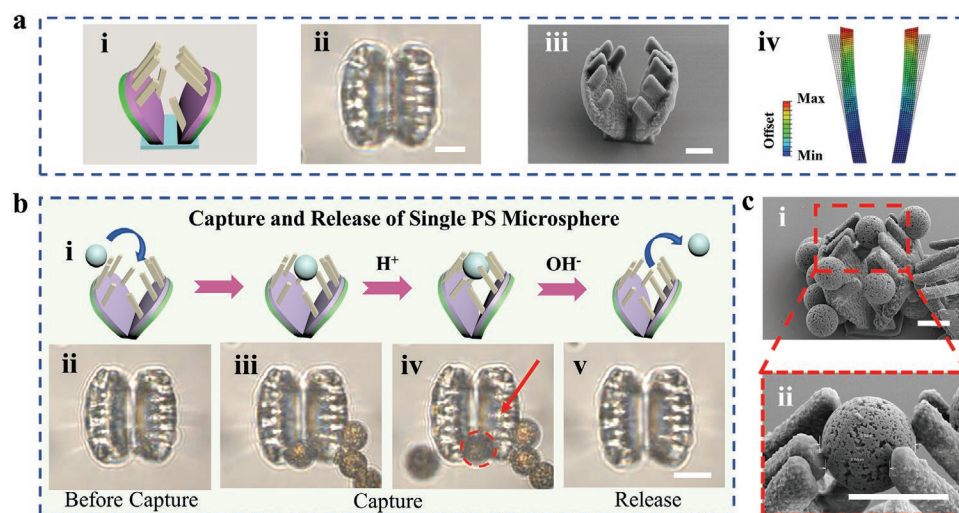 a
i
ii
iii
iv
Max
Offset
Min
b
Capture and Release of Single PS Microsphere
i
H+
OH-
ii
iii
iv
v
Before Capture
Capture
Release
c
i
ii